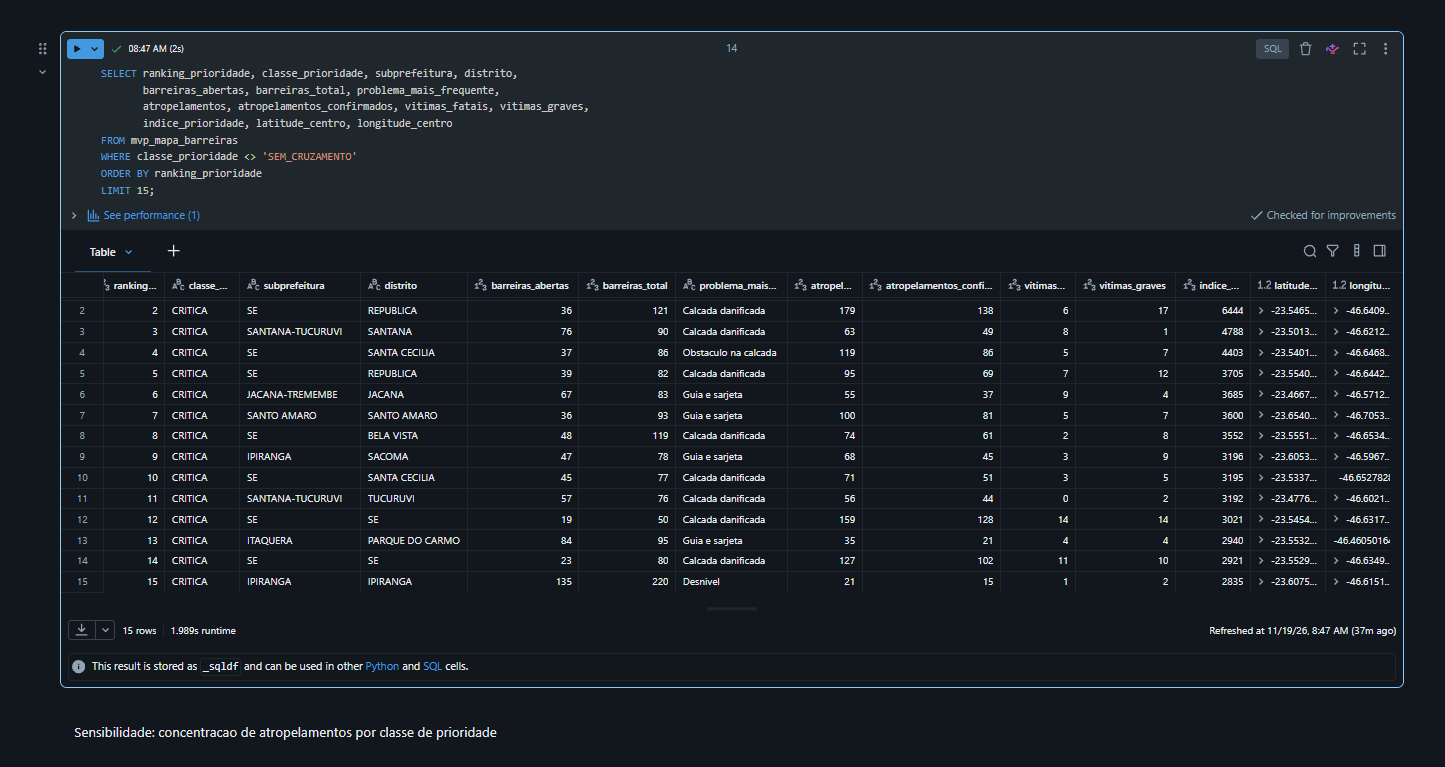 08:47 AM (2s)
14
SQL
SELECT ranking_prioridade, classe_prioridade, subprefeitura, distrito,
barreiras_abertas, barreiras_total, problema_mais_frequente,
atropelamentos, atropelamentos_confirmados, vitimas_fatais, vitimas_graves,
indice_prioridade, latitude_centro, longitude_centro
FROM mvp_mapa_barreiras
WHERE classe_prioridade <> 'SEM_CRUZAMENTO'
ORDER BY ranking_prioridade
LIMIT 15;
See performance (1)
Checked for improvements
Table
ranking... classe_... subprefeitura distrito barreiras_abertas barreiras_total problema_mais... atropel... atropelamentos_confi... vitimas... vitimas_graves indice_... 1.2 latitude... 1.2 longitu...
2 2 CRITICA SE REPUBLICA 36 121 Calcada danificada 179 138 6 17 6444 -23.5465... -46.6409...
3 3 CRITICA SANTANA-TUCURUVI SANTANA 76 90 Calcada danificada 63 49 8 1 4788 -23.5013... -46.6212...
4 4 CRITICA SE SANTA CECILIA 37 86 Obstaculo na calcada 119 86 5 7 4403 -23.5401... -46.6468...
5 5 CRITICA SE REPUBLICA 39 82 Calcada danificada 95 69 7 12 3705 -23.5540... -46.6442...
6 6 CRITICA JACANA-TREMEMBE JACANA 67 83 Guia e sarjeta 55 37 9 4 3685 -23.4667... -46.5712...
7 7 CRITICA SANTO AMARO SANTO AMARO 36 93 Guia e sarjeta 100 81 5 7 3600 -23.6540... -46.7053...
8 8 CRITICA SE BELA VISTA 48 119 Calcada danificada 74 61 2 8 3552 -23.5551... -46.6534...
9 9 CRITICA IPIRANGA SACOMA 47 78 Guia e sarjeta 68 45 3 9 3196 -23.6053... -46.5967...
10 10 CRITICA SE SANTA CECILIA 45 77 Calcada danificada 71 51 3 5 3195 -23.5337... -46.6527828
11 11 CRITICA SANTANA-TUCURUVI TUCURUVI 57 76 Calcada danificada 56 44 0 2 3192 -23.4776... -46.6021...
12 12 CRITICA SE SE 19 50 Calcada danificada 159 128 14 14 3021 -23.5454... -46.6317...
13 13 CRITICA ITAQUERA PARQUE DO CARMO 84 95 Guia e sarjeta 35 21 4 4 2940 -23.5532... -46.4605016
14 14 CRITICA SE SE 23 80 Calcada danificada 127 102 11 10 2921 -23.5529... -46.6349...
15 15 CRITICA IPIRANGA IPIRANGA 135 220 Desnivel 21 15 1 2 2835 -23.6075... -46.6151...
15 rows 1.989s runtime
Refreshed at 11/19/26, 8:47 AM (37m ago)
This result is stored as _sqldf and can be used in other Python and SQL cells.
Sensibilidade: concentracao de atropelamentos por classe de prioridade